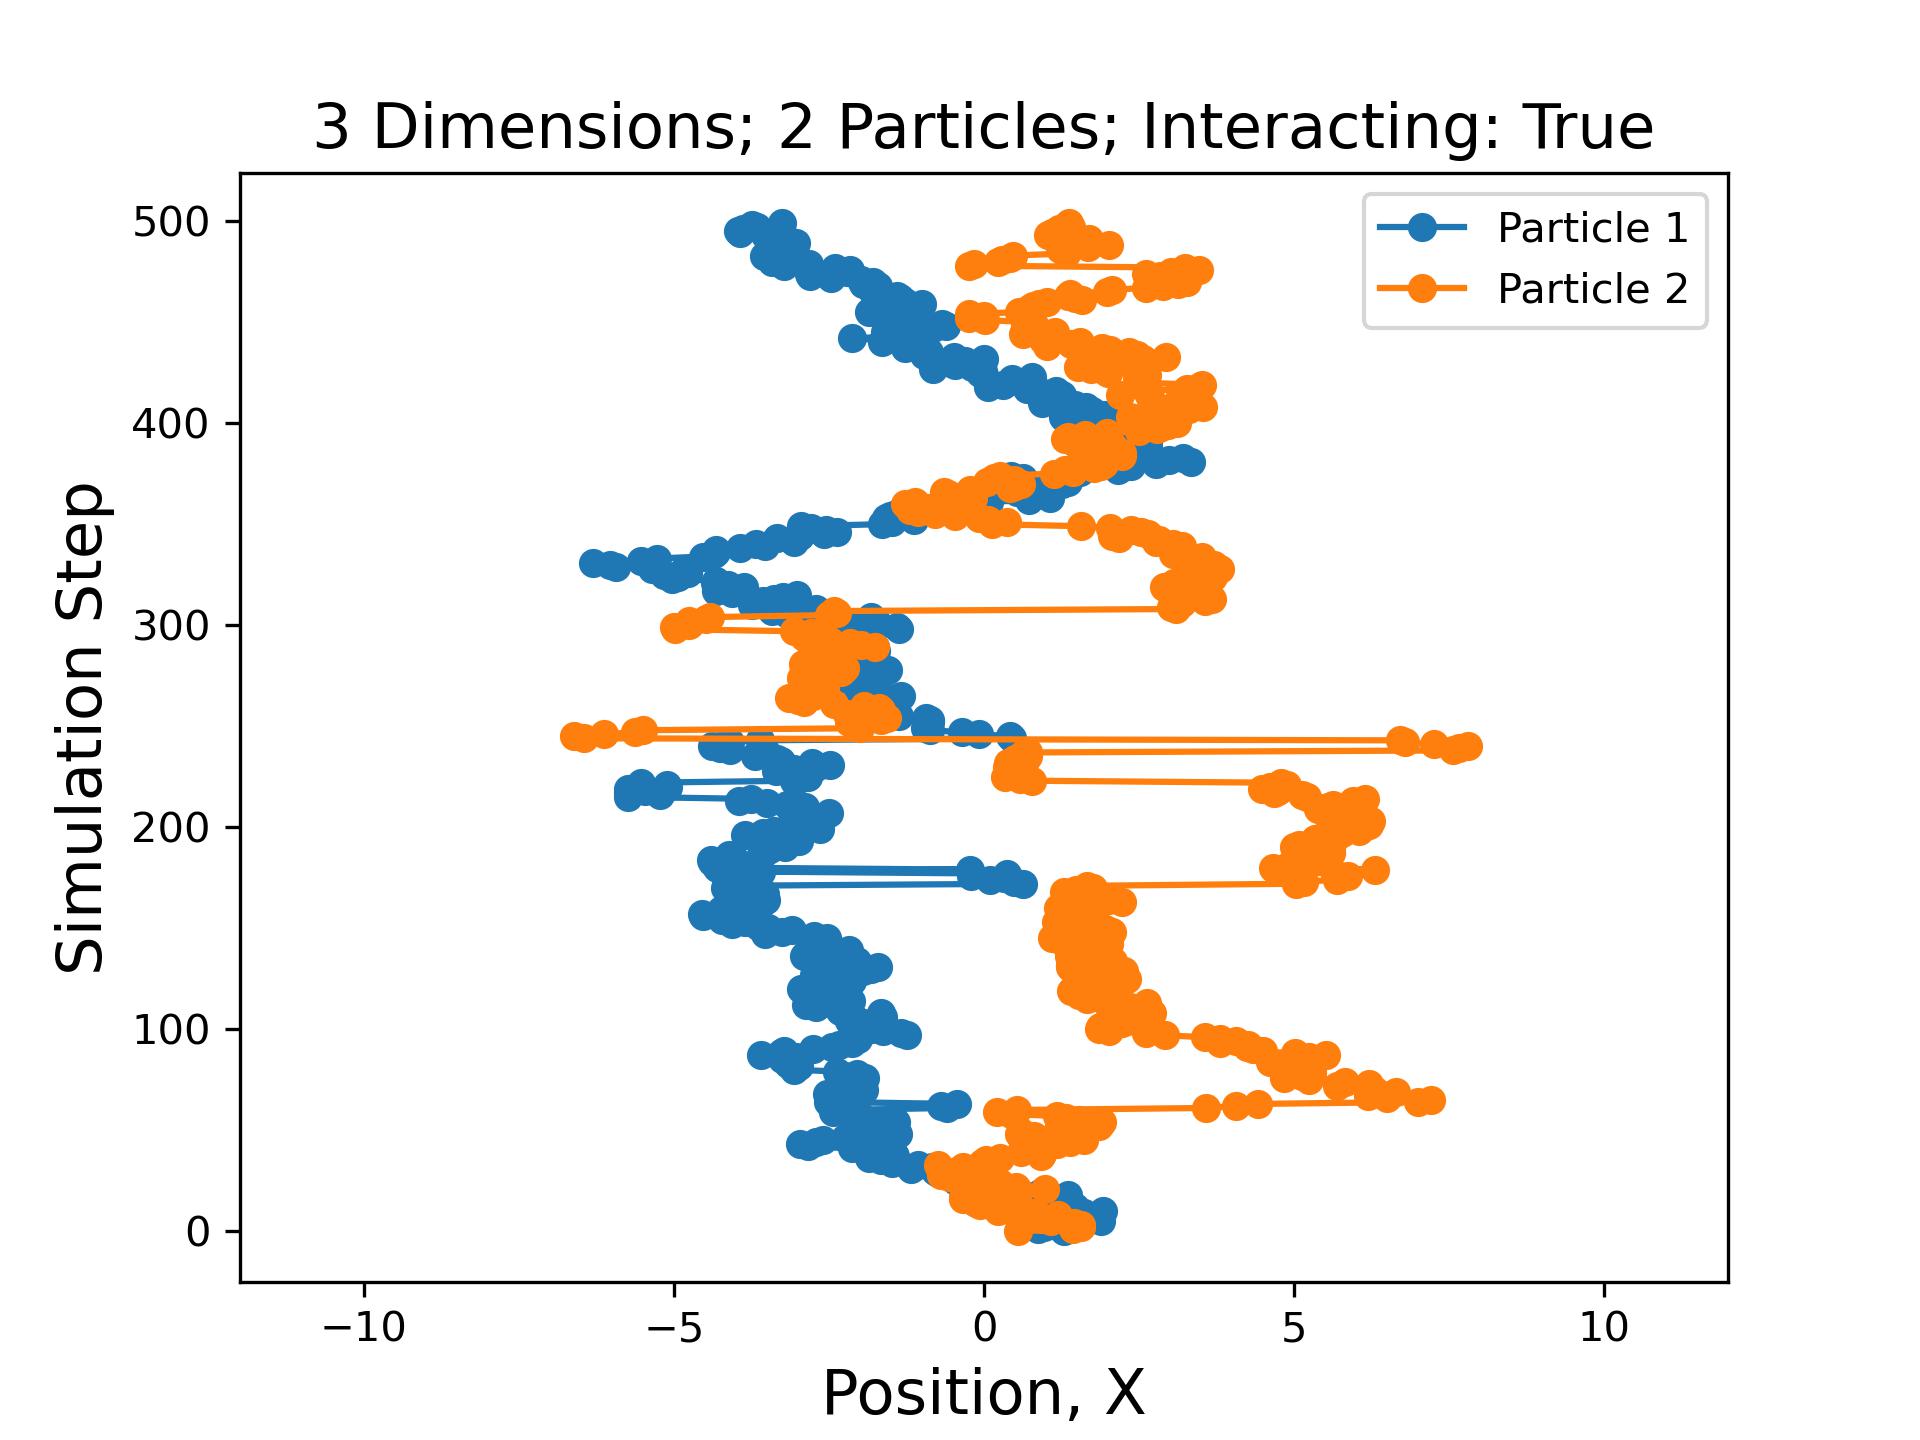 3 Dimensions; 2 Particles; Interacting: True
Particle 1
Particle 2
500
400
300
200
100
0
Simulation Step
−10
−5
0
5
10
Position, X